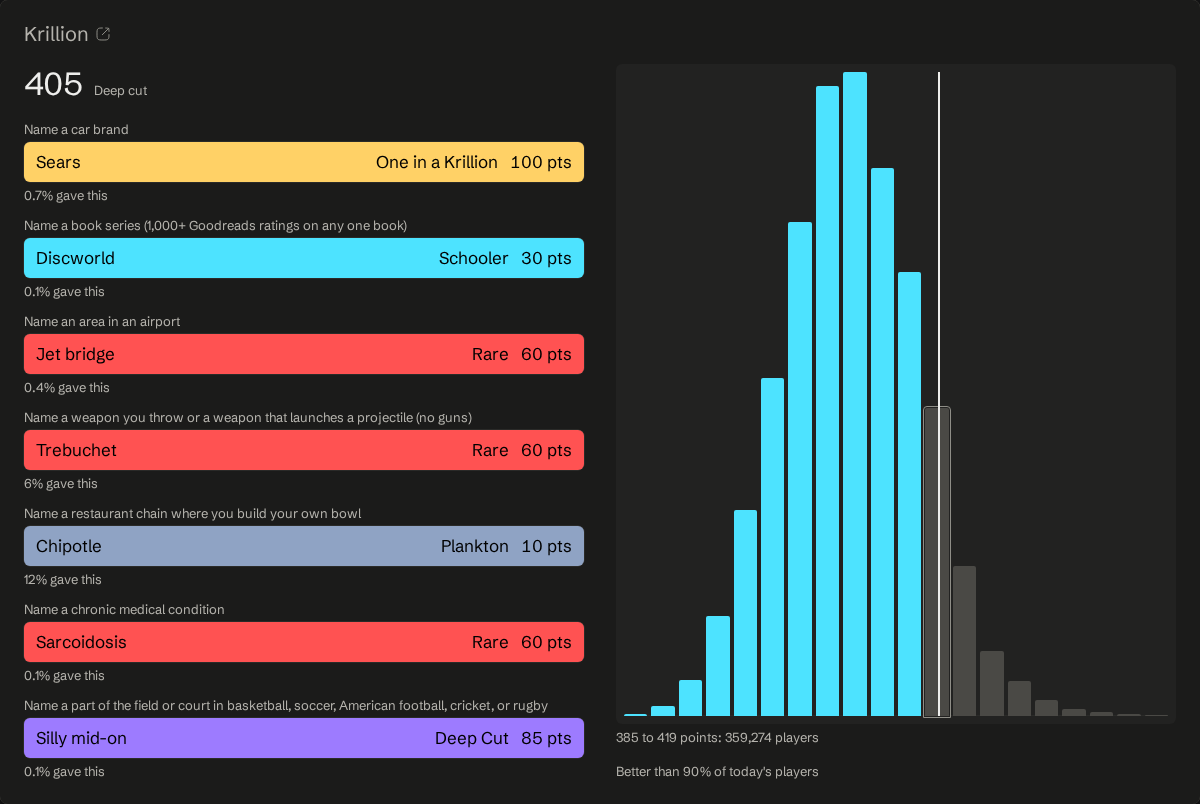 Krillion
405 Deep cut
Name a car brand
Sears One in a Krillion 100 pts
0.7% gave this
Name a book series (1,000+ Goodreads ratings on any one book)
Discworld Schooler 30 pts
0.1% gave this
Name an area in an airport
Jet bridge Rare 60 pts
0.4% gave this
Name a weapon you throw or a weapon that launches a projectile (no guns)
Trebuchet Rare 60 pts
6% gave this
Name a restaurant chain where you build your own bowl
Chipotle Plankton 10 pts
12% gave this
Name a chronic medical condition
Sarcoidosis Rare 60 pts
0.1% gave this
Name a part of the field or court in basketball, soccer, American football, cricket, or rugby
Silly mid-on Deep Cut 85 pts
0.1% gave this
385 to 419 points: 359,274 players
Better than 90% of today's players